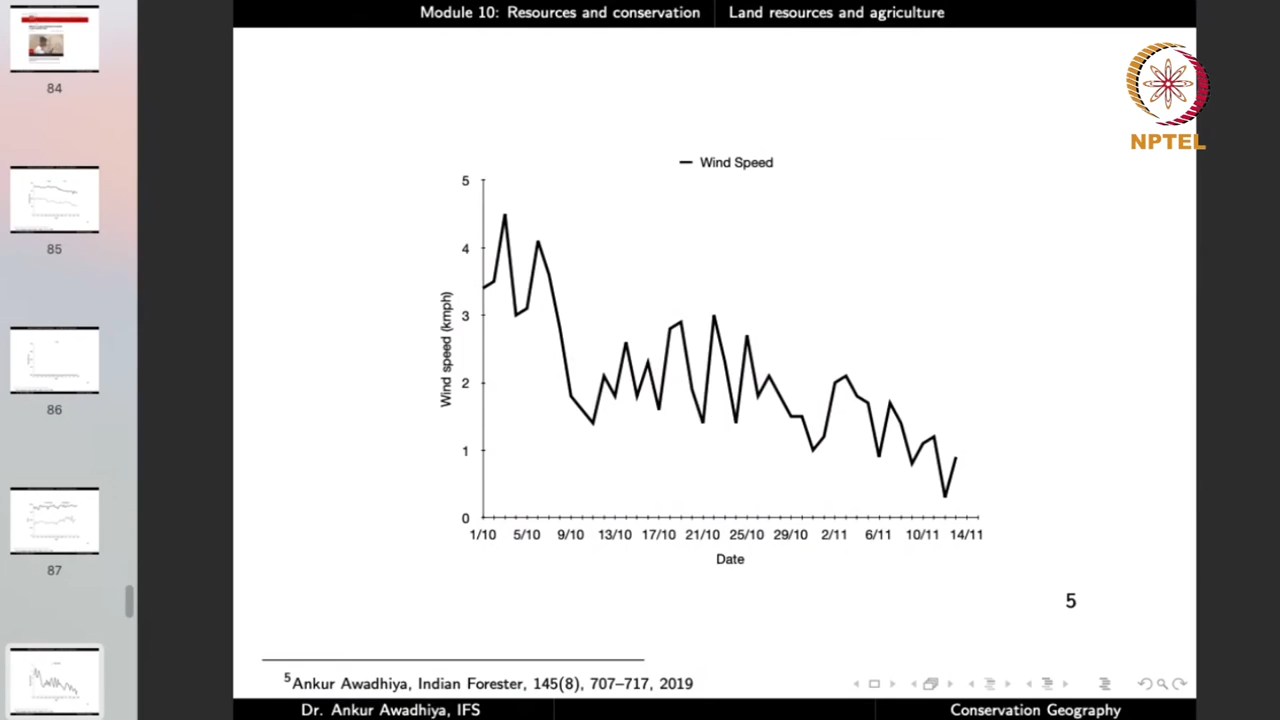 Module 10: Resources and conservation Land resources and agriculture
NPTEL
84
85
86
87
Wind Speed
5
4
3
2
1
0
Wind speed (kmph)
1/10 5/10 9/10 13/10 17/10 21/10 25/10 29/10 2/11 6/11 10/11 14/11
Date
5
5Ankur Awadhiya, Indian Forester, 145(8), 707–717, 2019
Dr. Ankur Awadhiya, IFS Conservation Geography